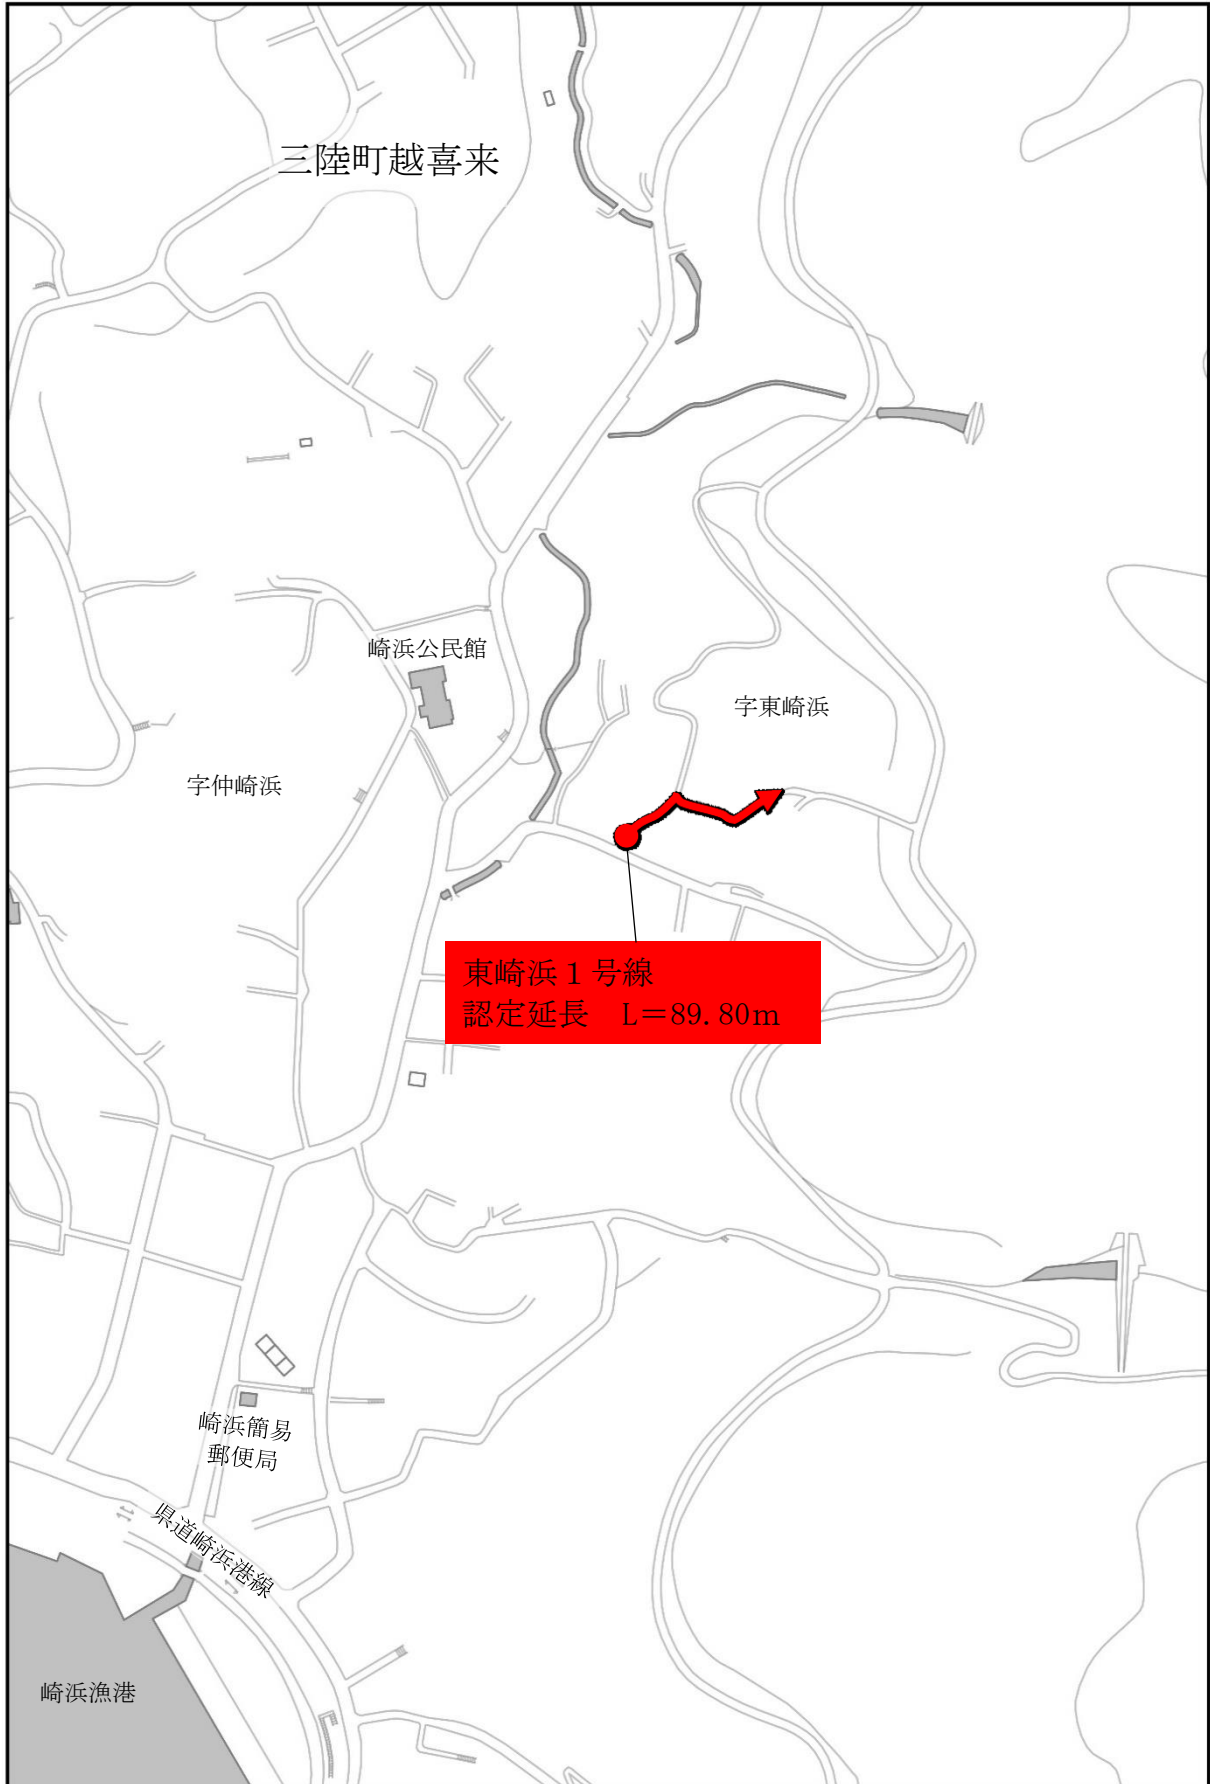 三陸町越喜来
崎浜公民館
字東崎浜
字仲崎浜
東崎浜1号線
認定延長　L=89.80m
崎浜簡易
郵便局
県道崎浜港線
崎浜漁港